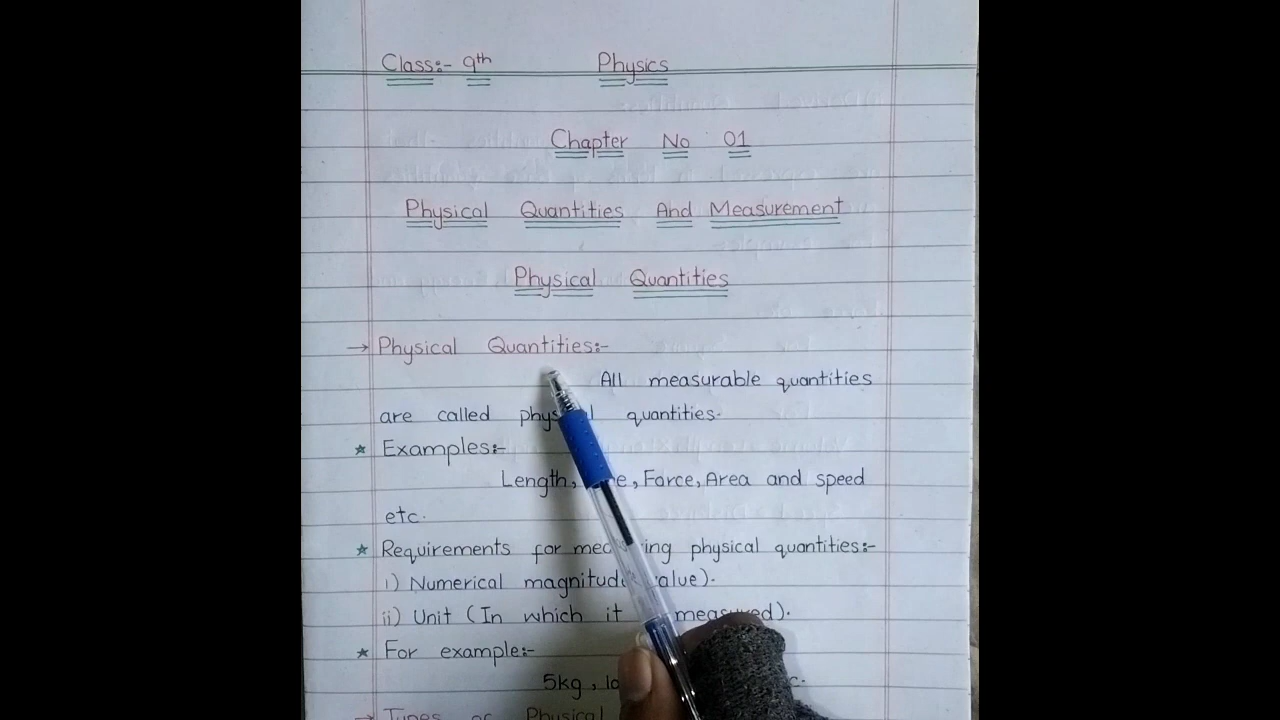 Class:- 9th Physics
Chapter No 01
Physical Quantities And Measurement
Physical Quantities
→ Physical Quantities:-
All measurable quantities
are called quantities.
★ Examples:-
Length, , Force, Area and speed
etc.
★ Requirements for physical quantities:-
i) Numerical
ii) Unit (In which it measured).
★ For example:-
5kg,
→ Physical